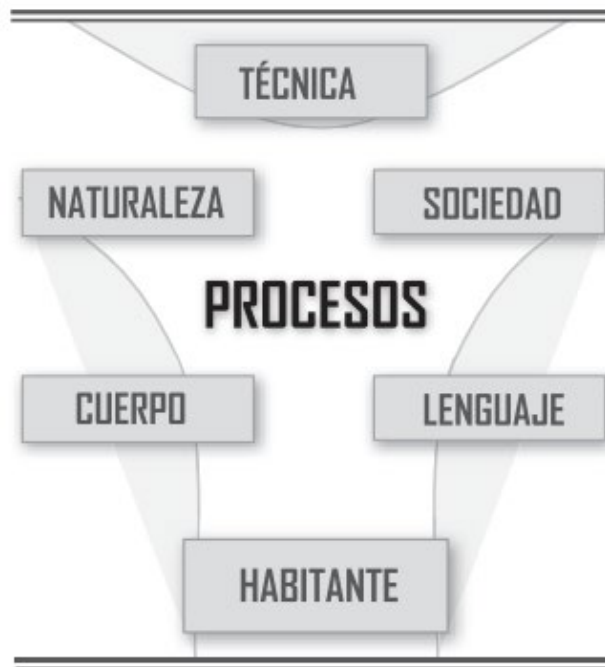 TÉCNICA
NATURALEZA
SOCIEDAD
PROCESOS
CUERPO
LENGUAJE
HABITANTE